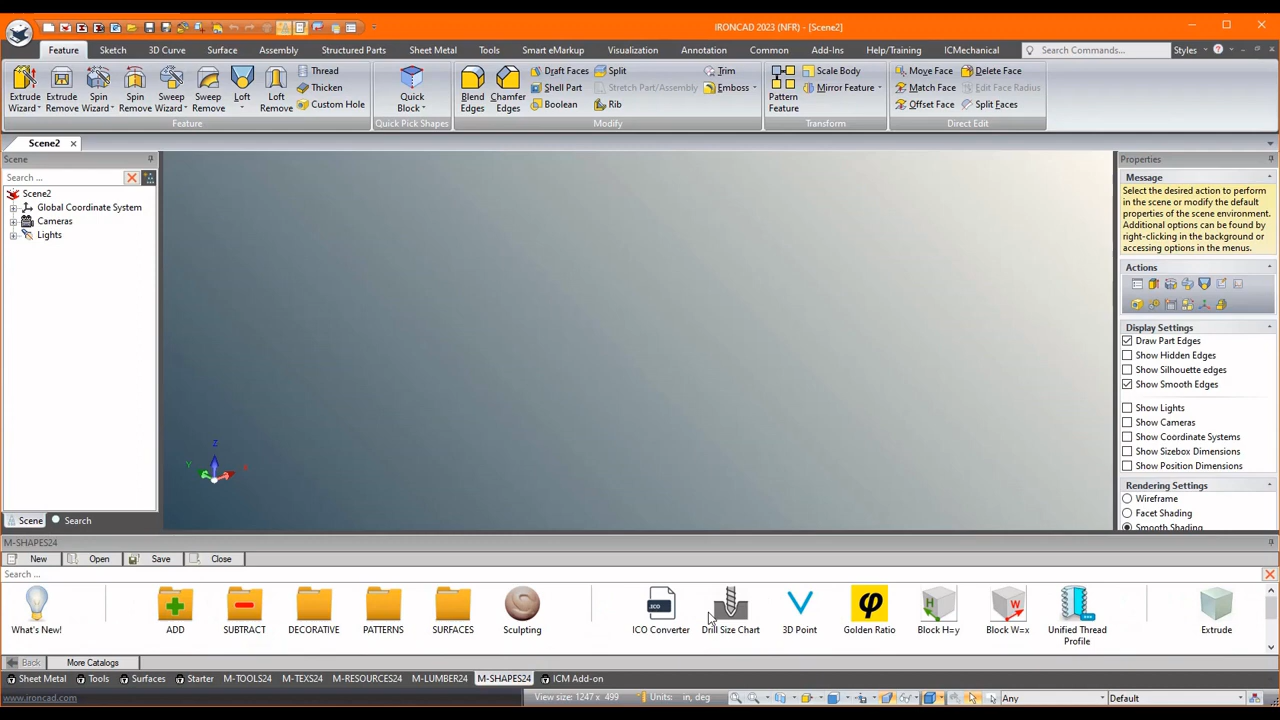 IRONCAD 2023 (NFR) - [Scene2]
Feature Sketch 3D Curve Surface Assembly Structured Parts Sheet Metal Tools Smart eMarkup Visualization Annotation Common Add-Ins Help/Training ICMechanical Search Commands... Styles
Extrude Wizard
Extrude Remove
Spin Wizard
Spin Remove
Sweep Wizard
Sweep Remove
Loft
Loft Remove
Thread
Thicken
Custom Hole
Feature
Quick Block
Quick Pick Shapes
Blend Edges
Chamfer Edges
Draft Faces
Shell Part
Boolean
Split
Stretch Part/Assembly
Rib
Trim
Emboss
Modify
Pattern Feature
Scale Body
Mirror Feature
Transform
Move Face
Match Face
Offset Face
Delete Face
Edit Face Radius
Split Faces
Direct Edit
Scene2
Scene
Search ...
Scene2
Global Coordinate System
Cameras
Lights
Scene Search
Z
Y
X
Properties
Message
Select the desired action to perform
in the scene or modify the default
properties of the scene environment.
Additional options can be found by
right-clicking in the background or
accessing options in the menus.
Actions
Display Settings
Draw Part Edges
Show Hidden Edges
Show Silhouette edges
Show Smooth Edges
Show Lights
Show Cameras
Show Coordinate Systems
Show Sizebox Dimensions
Show Position Dimensions
Rendering Settings
Wireframe
Facet Shading
Smooth Shading
M-SHAPES24
New Open Save Close
Search ...
What's New!
ADD
SUBTRACT
DECORATIVE
PATTERNS
SURFACES
Sculpting
.ICO
ICO Converter
Drill Size Chart
3D Point
φ
Golden Ratio
H
Block H=y
W
Block W=x
Unified Thread
Profile
Extrude
Back More Catalogs
Sheet Metal Tools Surfaces Starter M-TOOLS24 M-TEXS24 M-RESOURCES24 M-LUMBER24 M-SHAPES24 ICM Add-on
www.ironcad.com View size: 1247 x 499 Units: in, deg Any Default